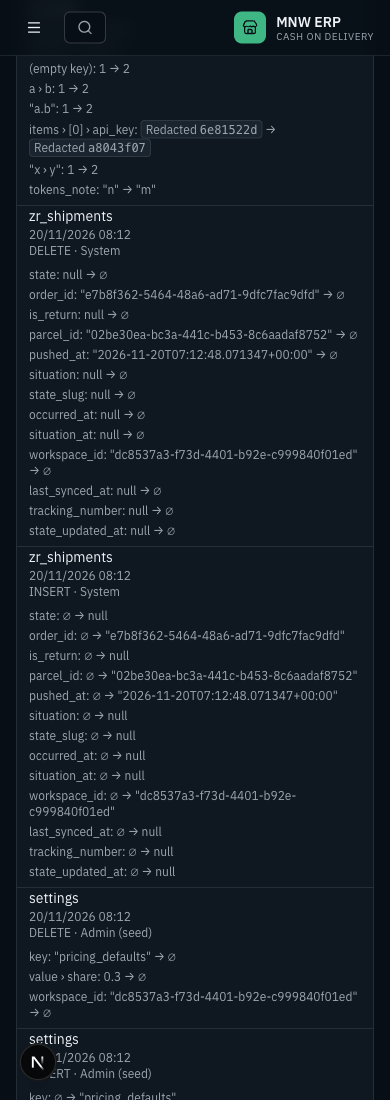 MNW ERP
CASH ON DELIVERY
(empty key): 1 → 2
a › b: 1 → 2
"a.b": 1 → 2
items › [0] › api_key: Redacted 6e81522d →
Redacted a8043f07
"x › y": 1 → 2
tokens_note: "n" → "m"
zr_shipments
20/11/2026 08:12
DELETE · System
state: null → ∅
order_id: "e7b8f362-5464-48a6-ad71-9dfc7fac9dfd" → ∅
is_return: null → ∅
parcel_id: "02be30ea-bc3a-441c-b453-8c6aadaf8752" → ∅
pushed_at: "2026-11-20T07:12:48.071347+00:00" → ∅
situation: null → ∅
state_slug: null → ∅
occurred_at: null → ∅
situation_at: null → ∅
workspace_id: "dc8537a3-f73d-4401-b92e-c999840f01ed"
→ ∅
last_synced_at: null → ∅
tracking_number: null → ∅
state_updated_at: null → ∅
zr_shipments
20/11/2026 08:12
INSERT · System
state: ∅ → null
order_id: ∅ → "e7b8f362-5464-48a6-ad71-9dfc7fac9dfd"
is_return: ∅ → null
parcel_id: ∅ → "02be30ea-bc3a-441c-b453-8c6aadaf8752"
pushed_at: ∅ → "2026-11-20T07:12:48.071347+00:00"
situation: ∅ → null
state_slug: ∅ → null
occurred_at: ∅ → null
situation_at: ∅ → null
workspace_id: ∅ → "dc8537a3-f73d-4401-b92e-
c999840f01ed"
last_synced_at: ∅ → null
tracking_number: ∅ → null
state_updated_at: ∅ → null
settings
20/11/2026 08:12
DELETE · Admin (seed)
key: "pricing_defaults" → ∅
value › share: 0.3 → ∅
workspace_id: "dc8537a3-f73d-4401-b92e-c999840f01ed"
→ ∅
settings
1/2026 08:12
ERT · Admin (seed)
N
key: ∅ → "pricing_defaults"